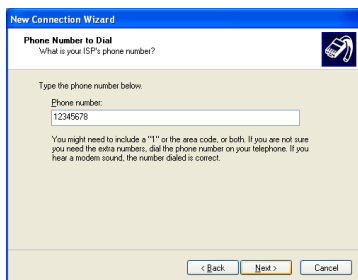 New Connection Wizard
Phone Number to Dial
What is your ISP's phone number?
Type the phone number below.
Phone number:
12345678
You might need to include a "1" or the area code, or both. If you are not sure
you need the extra numbers, dial the phone number on your telephone. If you
hear a modem sound, the number dialed is correct.
< Back Next > Cancel